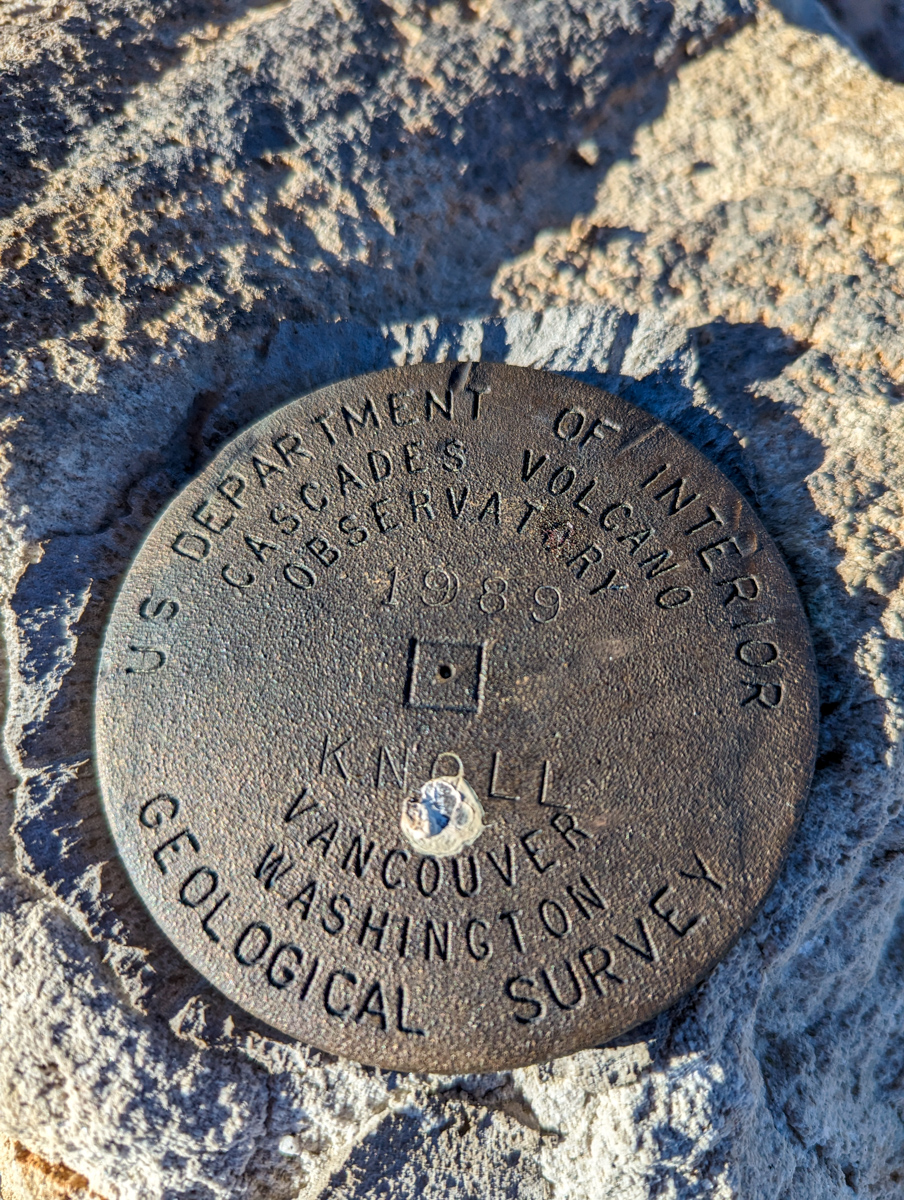 US DEPARTMENT OF INTERIOR
CASCADES VOLCANO
OBSERVATORY
1989
KNOLL
VANCOUVER
WASHINGTON
GEOLOGICAL SURVEY